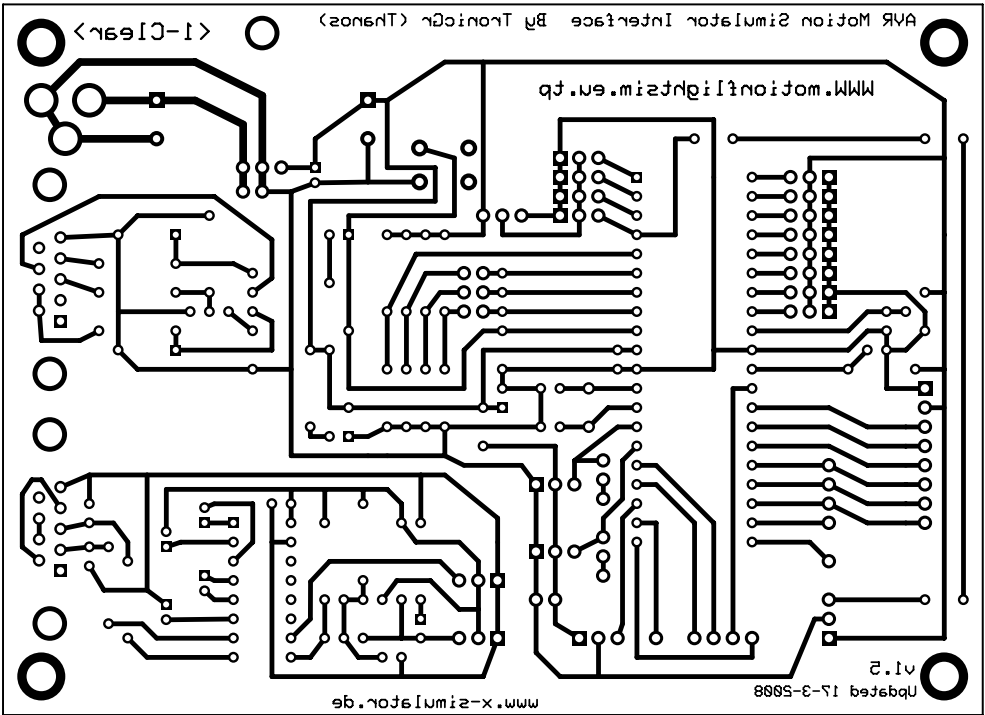 AVR Motion Simulator Interface By TronicGr (Thanos)
<1-Clear>
WWW.motionflightsim.eu.tp
v1.5
Updated 17-3-2008
www.x-simulator.de